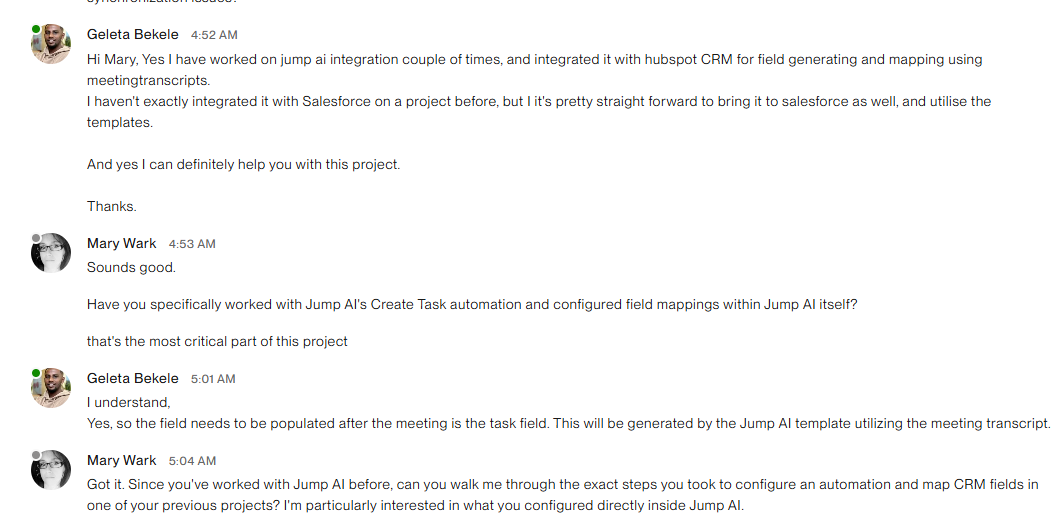 Geleta Bekele 4:52 AM
Hi Mary, Yes I have worked on jump ai integration couple of times, and integrated it with hubspot CRM for field generating and mapping using
meetingtranscripts.
I haven't exactly integrated it with Salesforce on a project before, but I it's pretty straight forward to bring it to salesforce as well, and utilise the
templates.
And yes I can definitely help you with this project.
Thanks.
Mary Wark 4:53 AM
Sounds good.
Have you specifically worked with Jump AI's Create Task automation and configured field mappings within Jump AI itself?
that's the most critical part of this project
Geleta Bekele 5:01 AM
I understand,
Yes, so the field needs to be populated after the meeting is the task field. This will be generated by the Jump AI template utilizing the meeting transcript.
Mary Wark 5:04 AM
Got it. Since you've worked with Jump AI before, can you walk me through the exact steps you took to configure an automation and map CRM fields in
one of your previous projects? I'm particularly interested in what you configured directly inside Jump AI.